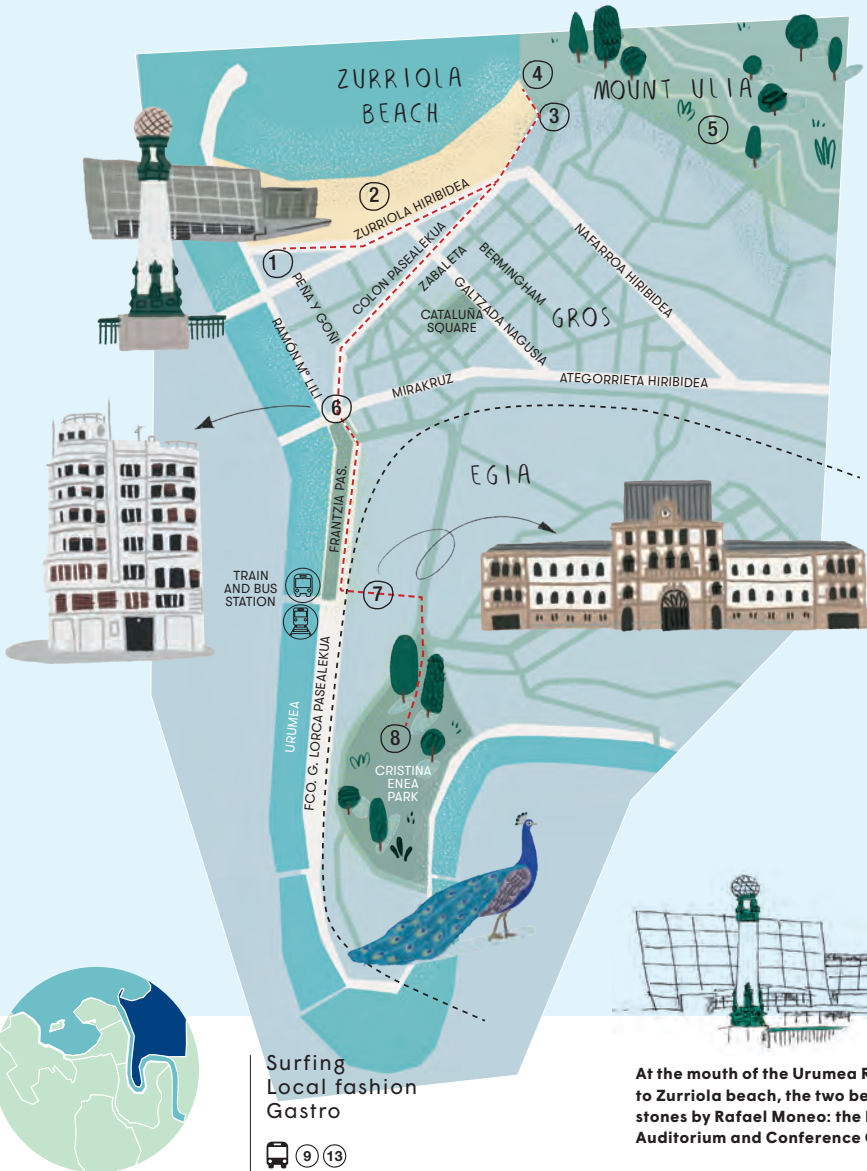 ZURRIOLA
BEACH
4
MOUNT ULIA
3
5
2
ZURRIOLA HIRIBIDEA
1
PEÑA Y GOÑI
COLON PASEALEKUA
ZABALETA
BERMINGHAM
GALTZADA NAGUSIA
NAFARROA HIRIBIDEA
CATALUÑA
SQUARE
GROS
RAMÓN Mª LILI
MIRAKRUZ
ATEGORRIETA HIRIBIDEA
6
EGIA
FRANTZIA PAS.
TRAIN
AND BUS
STATION
7
URUMEA
FCO. G. LORCA PASEALEKUA
8
CRISTINA
ENEA
PARK
Surfing
Local fashion
Gastro
9 13
At the mouth of the Urumea
to Zurriola beach, the two
stones by Rafael Moneo: the
Auditorium and Conference